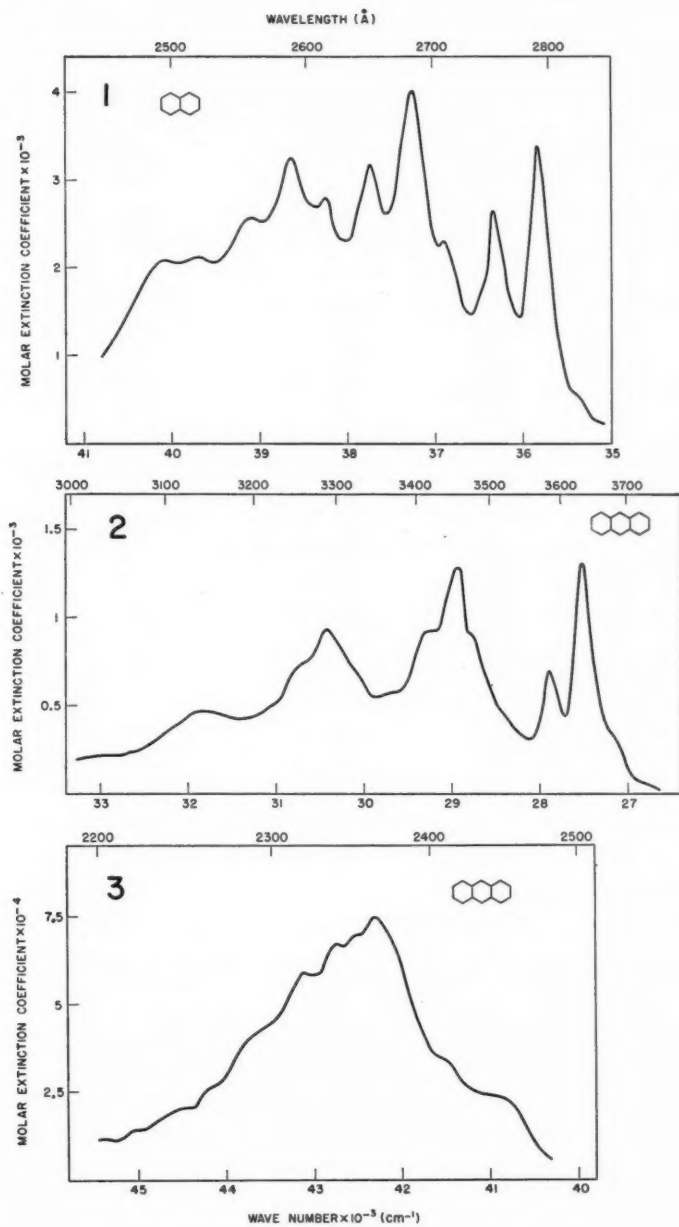 WAVELENGTH (Å)
2500 2600 2700 2800
1
MOLAR EXTINCTION COEFFICIENT×10⁻³
4
3
2
1
41 40 39 38 37 36 35
3000 3100 3200 3300 3400 3500 3600 3700
2
MOLAR EXTINCTION COEFFICIENT×10⁻³
1.5
1
0.5
33 32 31 30 29 28 27
2200 2300 2400 2500
3
MOLAR EXTINCTION COEFFICIENT×10⁻⁴
7.5
5
2.5
45 44 43 42 41 40
WAVE NUMBER×10⁻³ (cm⁻¹)